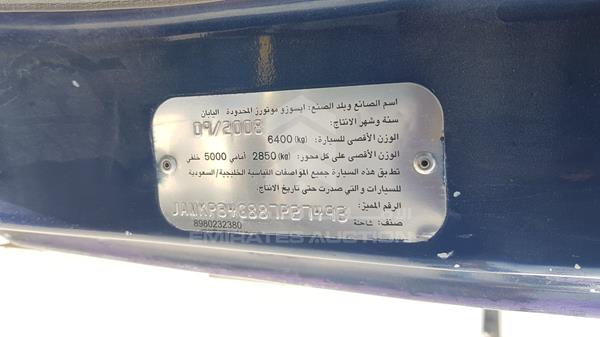 اسم الصانع وبلد الصنع: ايسوزو موتورز المحدودة اليابان
سنة وشهر الانتاج: 09/2008
الوزن الأقصى للسيارة: (kg) 6400
الوزن الأقصى على كل محور: (kg) 2850 أمامي 5000 خلفي
تطابق هذه السيارة جميع المواصفات القياسية الخليجية/السعودية
للسيارات والتي صدرت حتى تاريخ الانتاج.
الرقم المميز:
صنف: شاحنة
8980232380
EMIRATES AUCTION